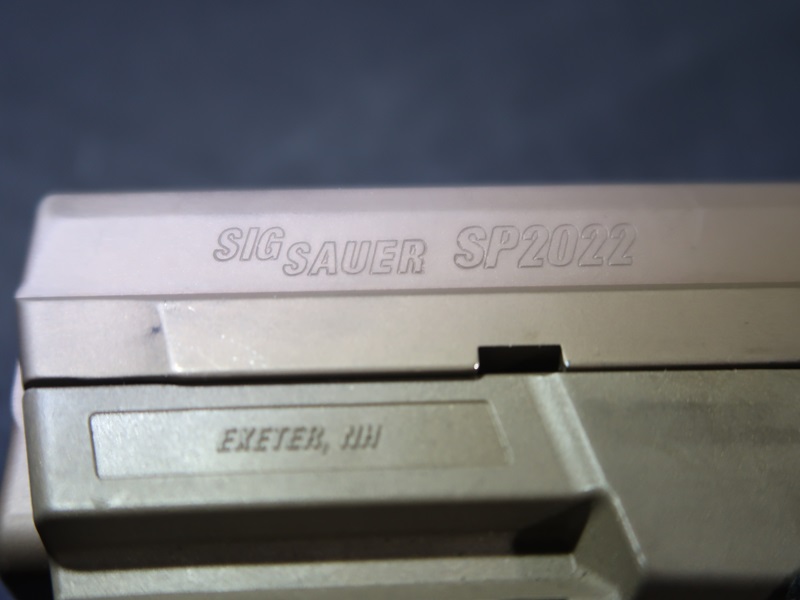 SIG SAUER SP2022
EXETER, NH